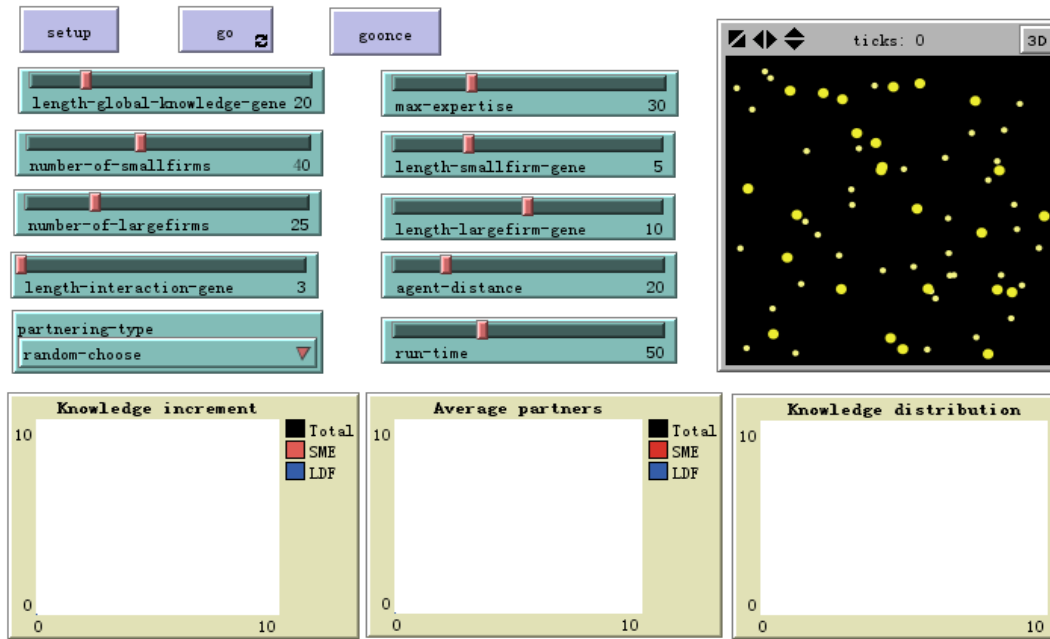 setup
go
goonce
ticks: 0
3D
length-global-knowledge-gene 20
max-expertise 30
number-of-smallfirms 40
length-smallfirm-gene 5
number-of-largefirms 25
length-largefirm-gene 10
length-interaction-gene 3
agent-distance 20
partnering-type
random-choose
run-time 50
Knowledge increment
10
0
0 10
Total
SME
LDF
Average partners
10
0
0 10
Total
SME
LDF
Knowledge distribution
10
0
0 10